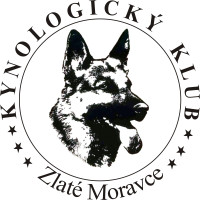 KYNOLOGICKÝ KLUB
Zlaté Moravce